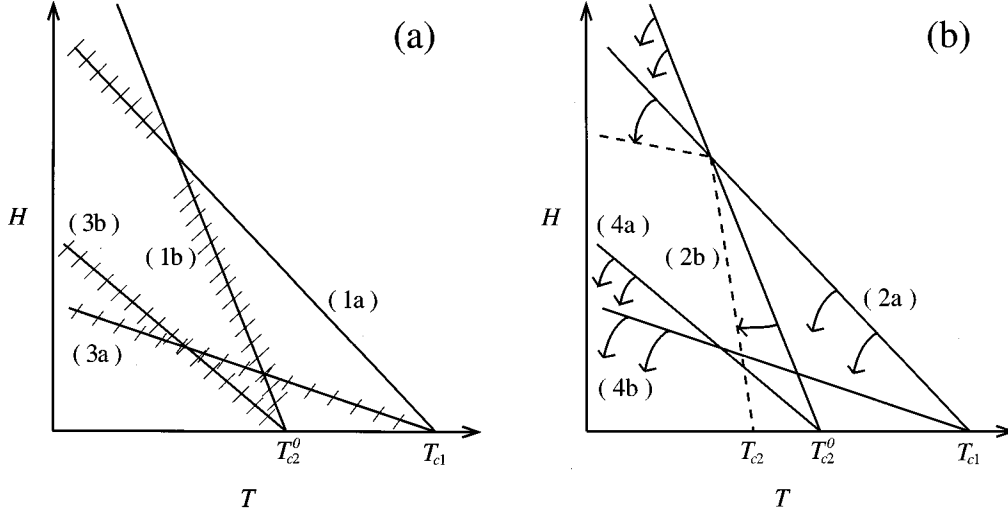 (a)
H
(3b)
(1b)
(1a)
(3a)
T_{c2}^{0}
T_{c1}
T
(b)
H
(4a)
(2b)
(2a)
(4b)
T_{c2}
T_{c2}^{0}
T_{c1}
T